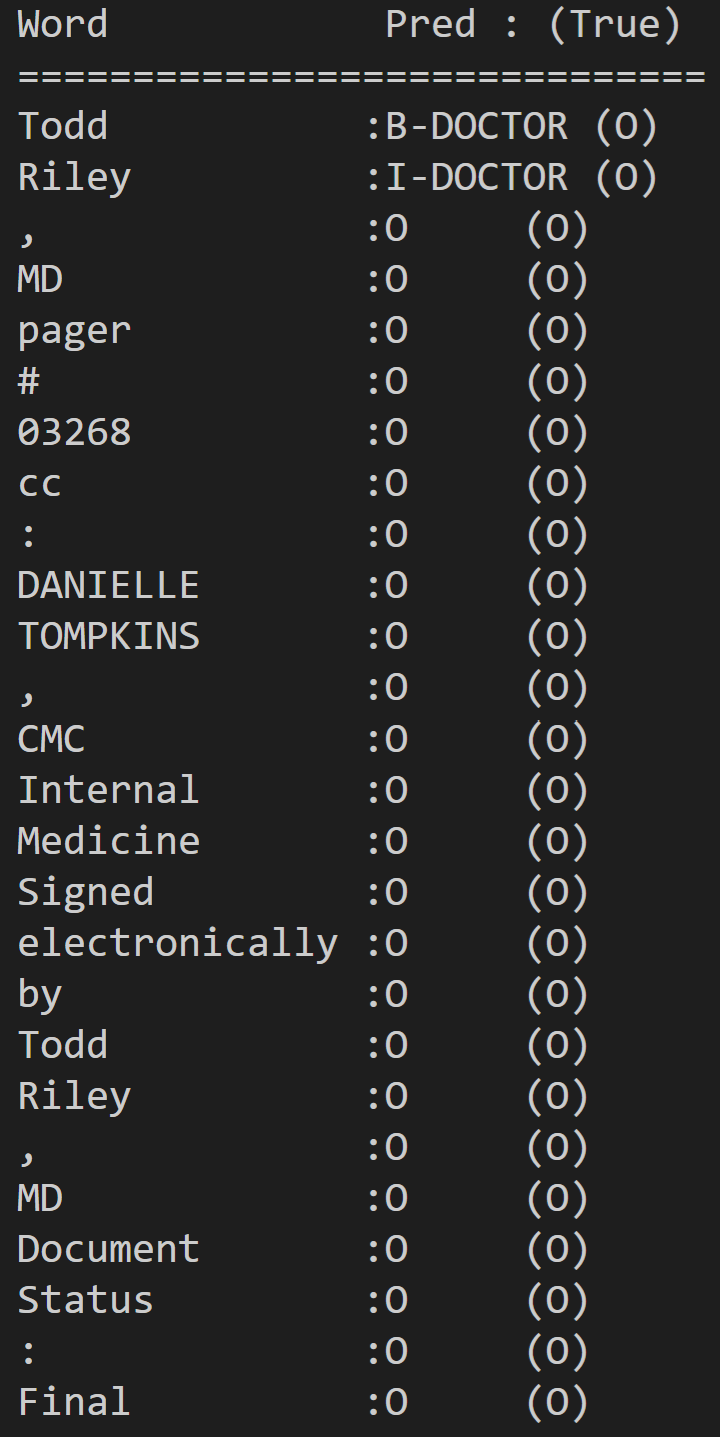 Word Pred : (True)
==============================
Todd :B-DOCTOR (O)
Riley :I-DOCTOR (O)
, :O (O)
MD :O (O)
pager :O (O)
# :O (O)
03268 :O (O)
cc :O (O)
: :O (O)
DANIELLE :O (O)
TOMPKINS :O (O)
, :O (O)
CMC :O (O)
Internal :O (O)
Medicine :O (O)
Signed :O (O)
electronically :O (O)
by :O (O)
Todd :O (O)
Riley :O (O)
, :O (O)
MD :O (O)
Document :O (O)
Status :O (O)
: :O (O)
Final :O (O)